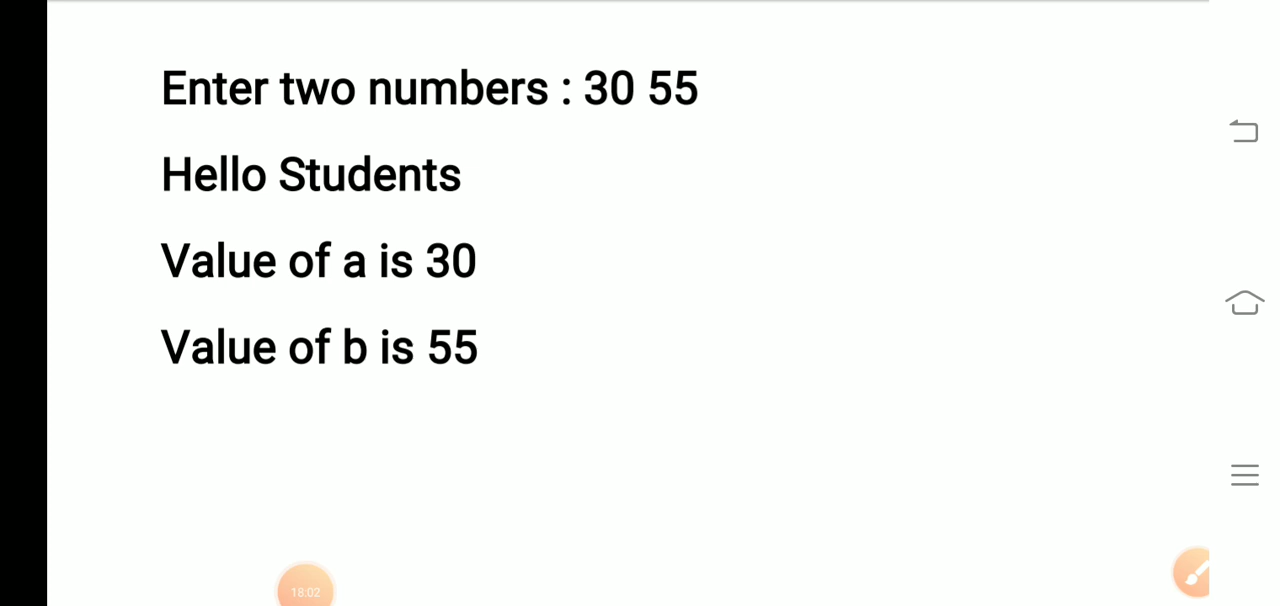 Enter two numbers : 30 55
Hello Students
Value of a is 30
Value of b is 55
18:02